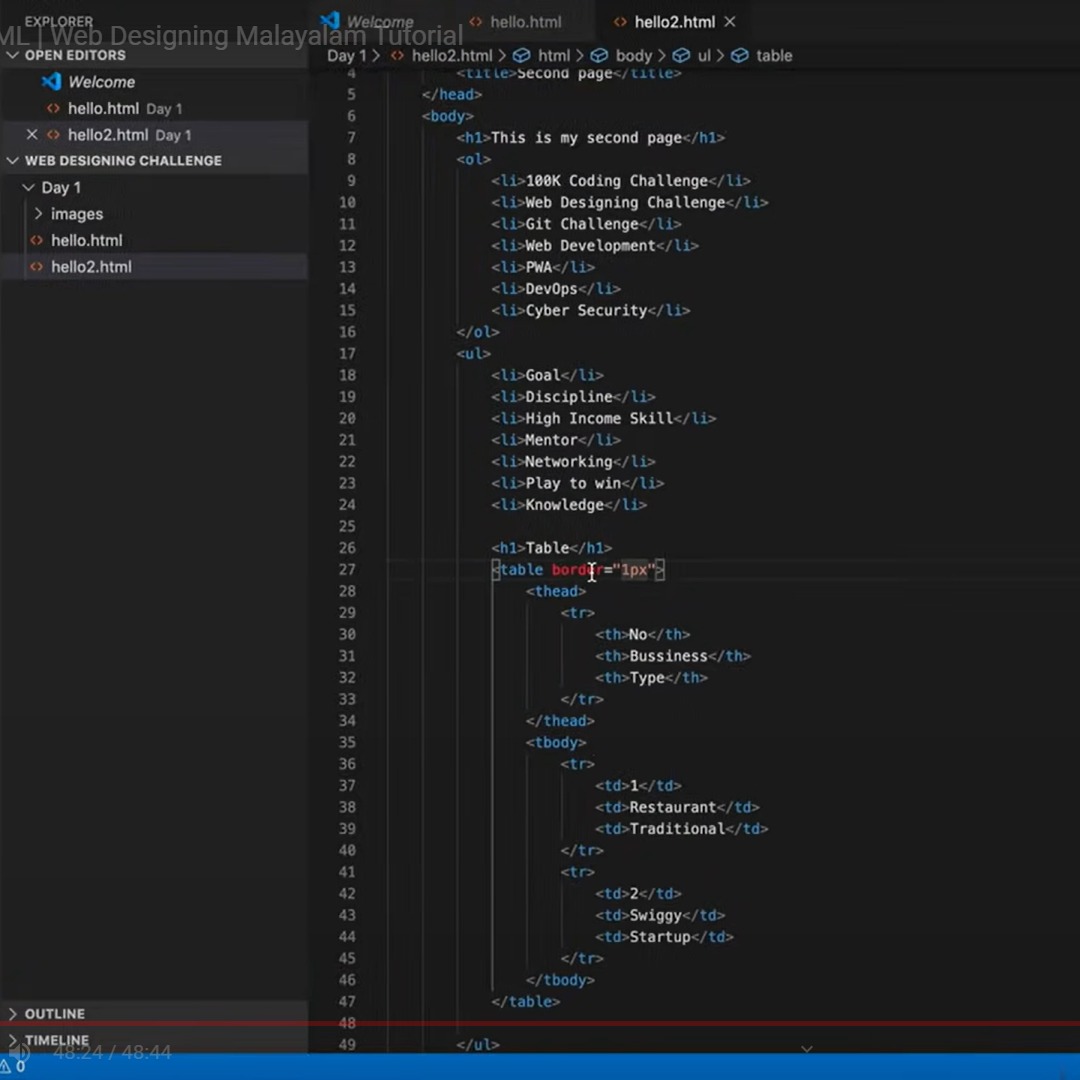 EXPLORER
ML | Web Designing Malayalam Tutorial
Welcome
hello.html
hello2.html
OPEN EDITORS
Welcome
hello.html Day 1
hello2.html Day 1
WEB DESIGNING CHALLENGE
Day 1
images
hello.html
hello2.html
OUTLINE
TIMELINE
48:24 / 48:44
0
Day 1 > hello2.html > html > body > ul > table
4 <title>Second page</title>
5 </head>
6 <body>
7 <h1>This is my second page</h1>
8 <ol>
9 <li>100K Coding Challenge</li>
10 <li>Web Designing Challenge</li>
11 <li>Git Challenge</li>
12 <li>Web Development</li>
13 <li>PWA</li>
14 <li>DevOps</li>
15 <li>Cyber Security</li>
16 </ol>
17 <ul>
18 <li>Goal</li>
19 <li>Discipline</li>
20 <li>High Income Skill</li>
21 <li>Mentor</li>
22 <li>Networking</li>
23 <li>Play to win</li>
24 <li>Knowledge</li>
25
26 <h1>Table</h1>
27 <table border="1px">
28 <thead>
29 <tr>
30 <th>No</th>
31 <th>Bussiness</th>
32 <th>Type</th>
33 </tr>
34 </thead>
35 <tbody>
36 <tr>
37 <td>1</td>
38 <td>Restaurant</td>
39 <td>Traditional</td>
40 </tr>
41 <tr>
42 <td>2</td>
43 <td>Swiggy</td>
44 <td>Startup</td>
45 </tr>
46 </tbody>
47 </table>
48
49 </ul>